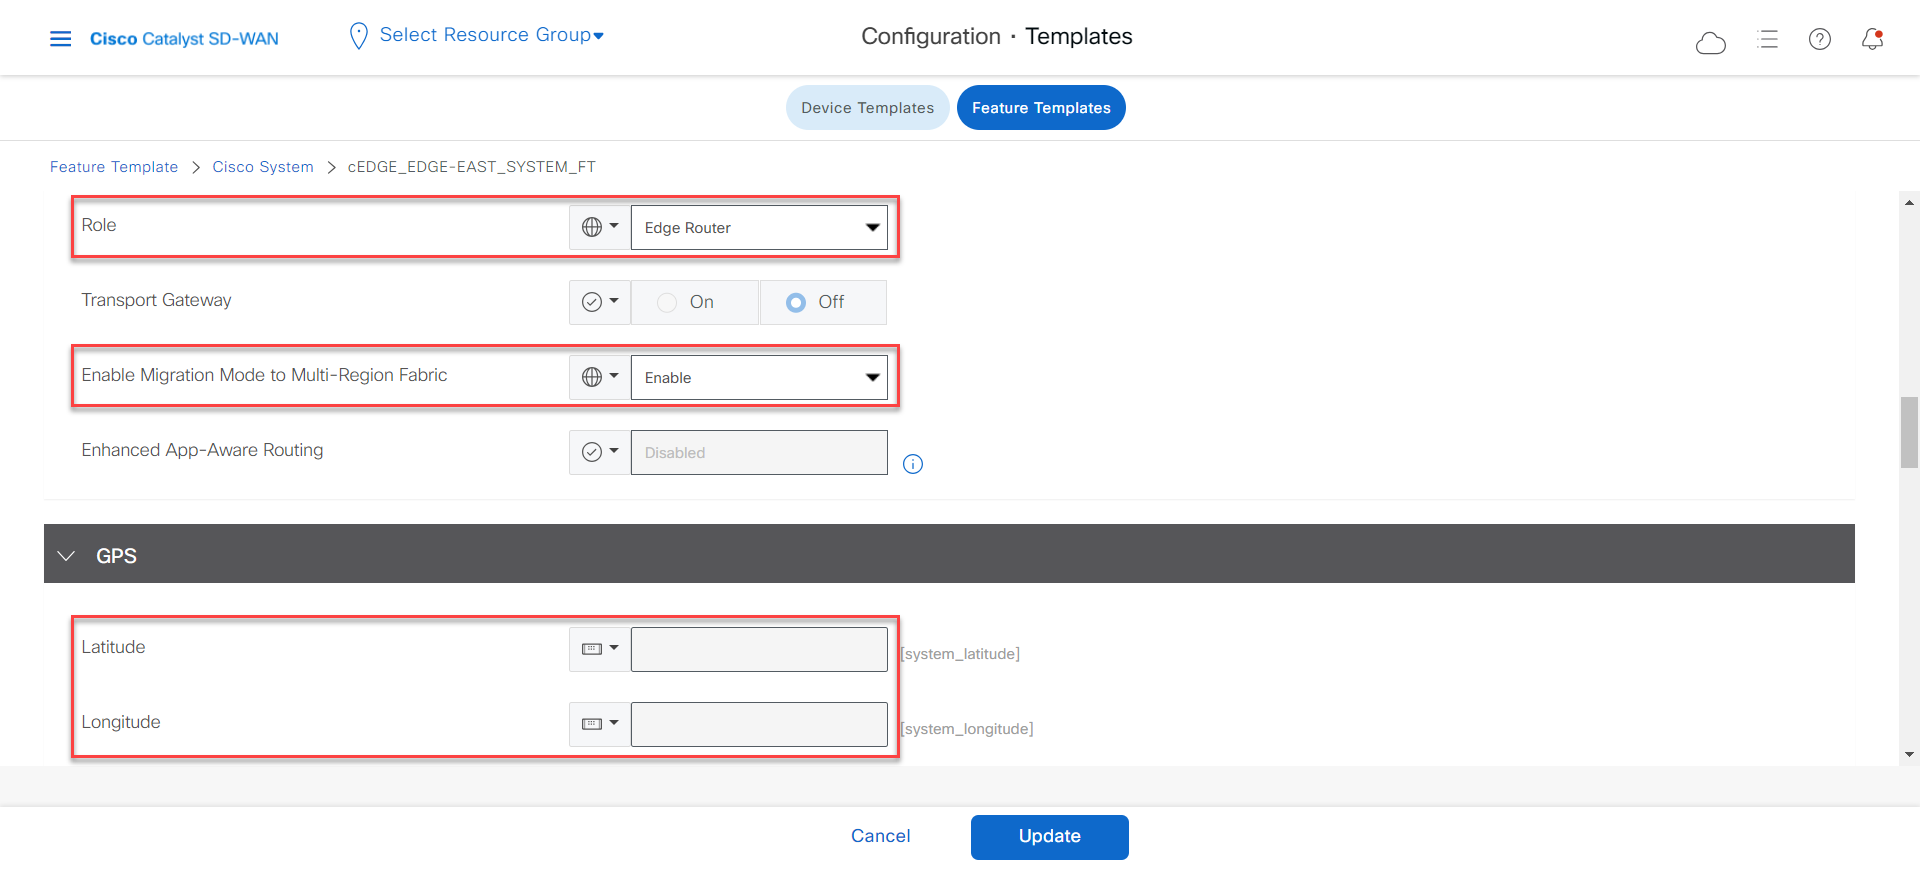 Cisco Catalyst SD-WAN
Select Resource Group
Configuration · Templates
Device Templates
Feature Templates
Feature Template > Cisco System > cEDGE_EDGE-EAST_SYSTEM_FT
Role
Edge Router
Transport Gateway
On
Off
Enable Migration Mode to Multi-Region Fabric
Enable
Enhanced App-Aware Routing
Disabled
GPS
Latitude
[system_latitude]
Longitude
[system_longitude]
Cancel
Update